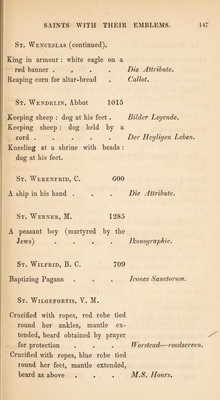 SAINTS WITH THEIR EMBLEMS. 147
St. Wenceslas (continued).
King in armour : white eagle on a
red banner . . . . Die Attribute.
Reaping corn for altar-bread . Callot.
St. Wendelin, Abbot 1015
Keeping sheep : dog at his feet . Bilder Legende.
Keeping sheep : dog held by a
cord . . . . . Der Heyligen Leben.
Kneeling at a shrine with beads :
dog at his feet.
St. Werenfrid, C. 600
A ship in his hand . . . Die Attribute.
St. Werner, M. 1285
A peasant boy (martyred by the
Jews) . . . . Ikonographie.
St. Wilfrid, B. C. 709
Baptizing Pagans . . . Icones Sanctorum.
St. Wilgefortis, V. M.
Crucified with ropes, red robe tied
round her ankles, mantle ex-
tended, beard obtained by prayer
for protection . . . Worstead—roodscreen.
Crucified with ropes, blue robe tied
round her feet, mantle extended,
beard as above . . . M.S. Hours.